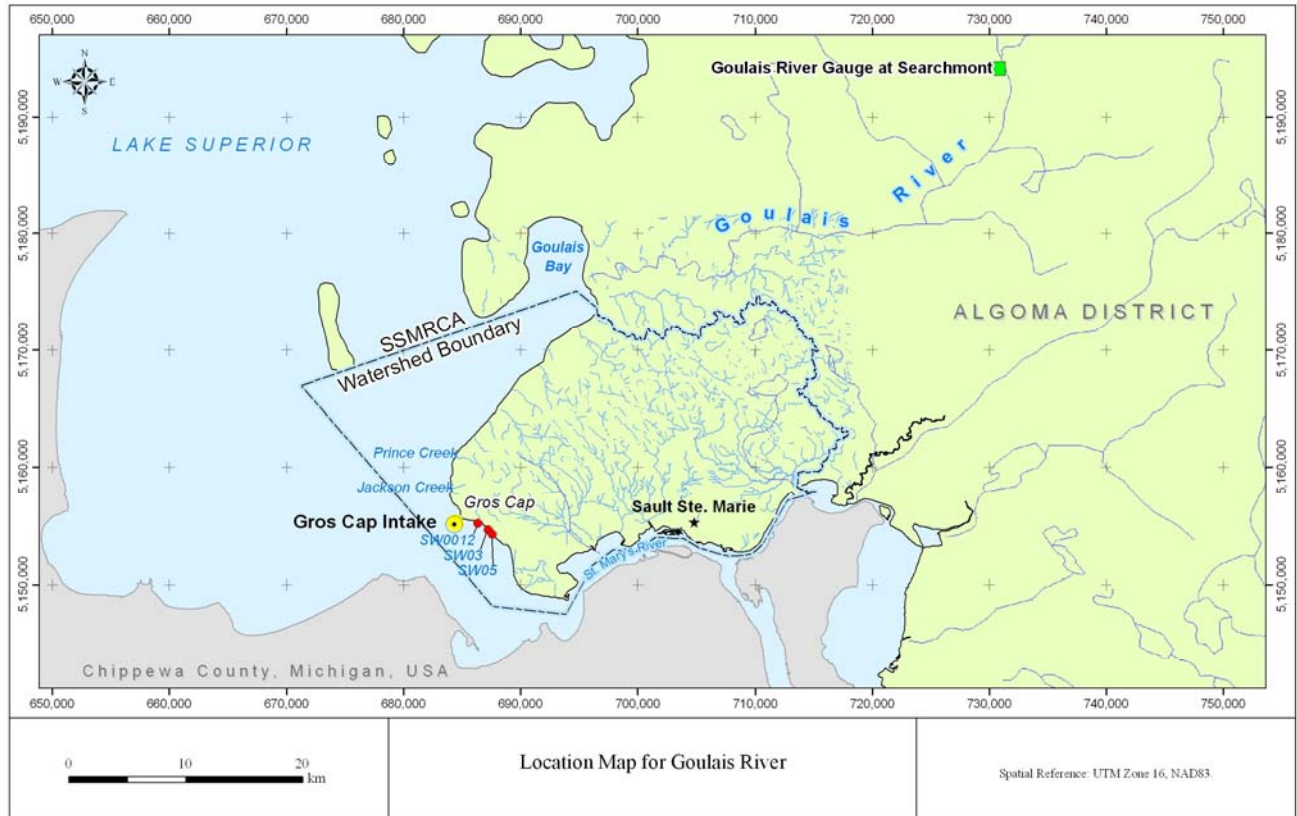 650,000 660,000 670,000 680,000 690,000 700,000 710,000 720,000 730,000 740,000 750,000
N
W E
S
Goulais River Gauge at Searchmont
5,190,000 5,190,000
LAKE SUPERIOR
Goulais River
5,180,000 5,180,000
Goulais
Bay
ALGOMA DISTRICT
SSMRCA
Watershed Boundary
5,170,000 5,170,000
Prince Creek
5,160,000 5,160,000
Jackson Creek
Gros Cap
Gros Cap Intake
Sault Ste. Marie
SW0012
SW03
SW05
St. Mary's River
5,150,000 5,150,000
Chippewa County, Michigan, USA
650,000 660,000 670,000 680,000 690,000 700,000 710,000 720,000 730,000 740,000 750,000
0 10 20
km
Location Map for Goulais River
Spatial Reference: UTM Zone 16, NAD83.